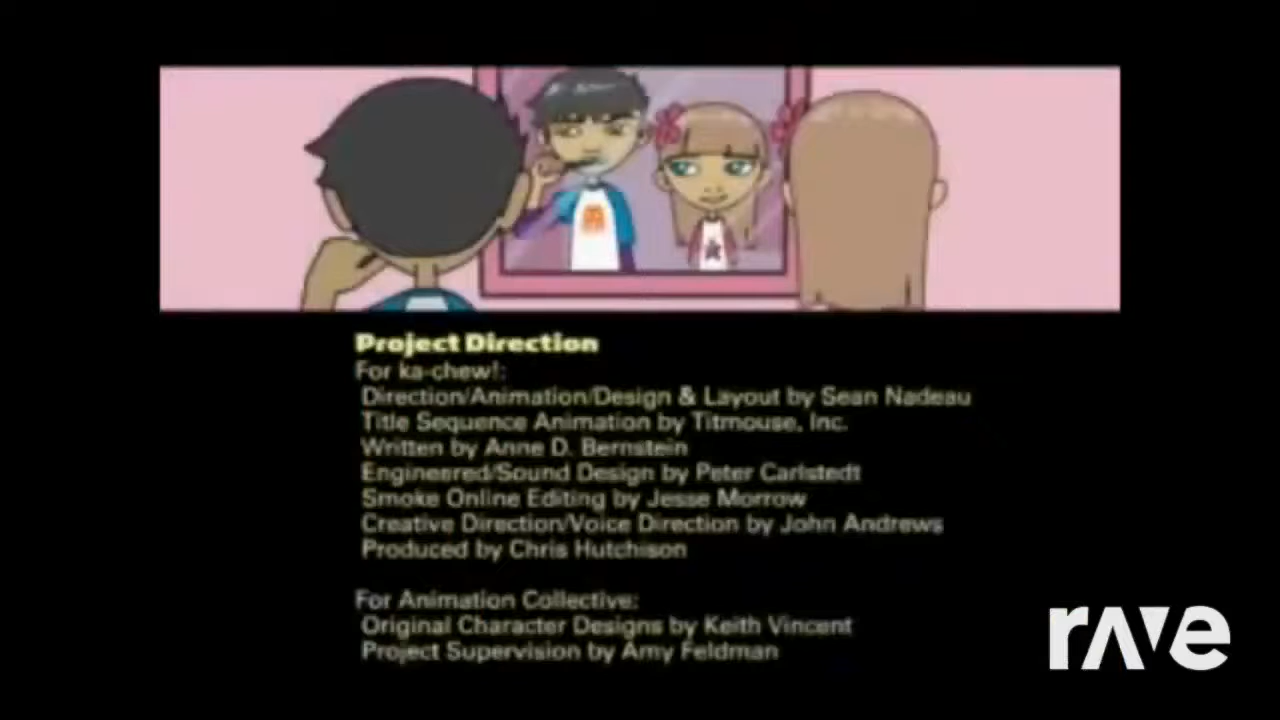 Project Direction
For ka-chew!:
Direction/Animation/Design & Layout by Sean Nadeau
Title Sequence Animation by Titmouse, Inc.
Written by Anne D. Bernstein
Engineered/Sound Design by Peter Carlstedt
Smoke Online Editing by Jesse Morrow
Creative Direction/Voice Direction by John Andrews
Produced by Chris Hutchison
For Animation Collective:
Original Character Designs by Keith Vincent
Project Supervision by Amy Feldman
rave